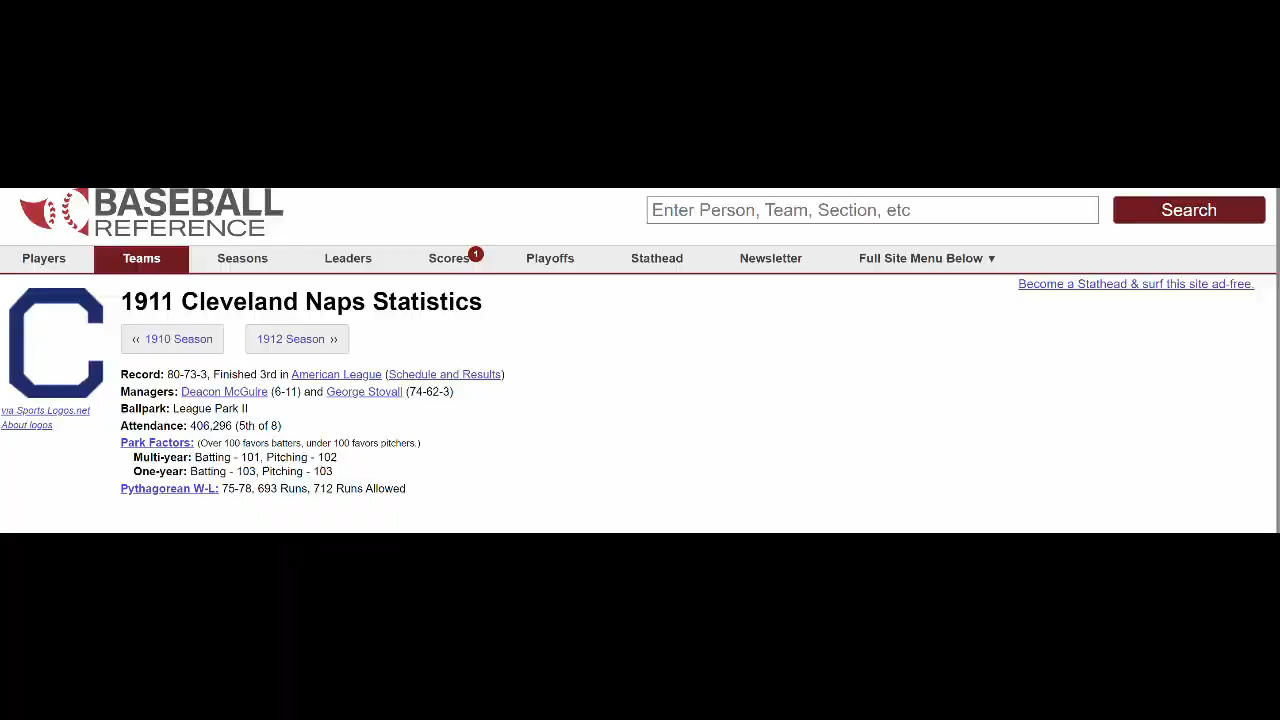 BASEBALL
REFERENCE
Enter Person, Team, Section, etc
Search
Players Teams Seasons Leaders Scores 1 Playoffs Stathead Newsletter Full Site Menu Below ▼
Become a Stathead & surf this site ad-free.
C
via Sports Logos.net
About logos
1911 Cleveland Naps Statistics
‹‹ 1910 Season 1912 Season ››
Record: 80-73-3, Finished 3rd in American League (Schedule and Results)
Managers: Deacon McGuire (6-11) and George Stovall (74-62-3)
Ballpark: League Park II
Attendance: 406,296 (5th of 8)
Park Factors: (Over 100 favors batters, under 100 favors pitchers.)
Multi-year: Batting - 101, Pitching - 102
One-year: Batting - 103, Pitching - 103
Pythagorean W-L: 75-78, 693 Runs, 712 Runs Allowed